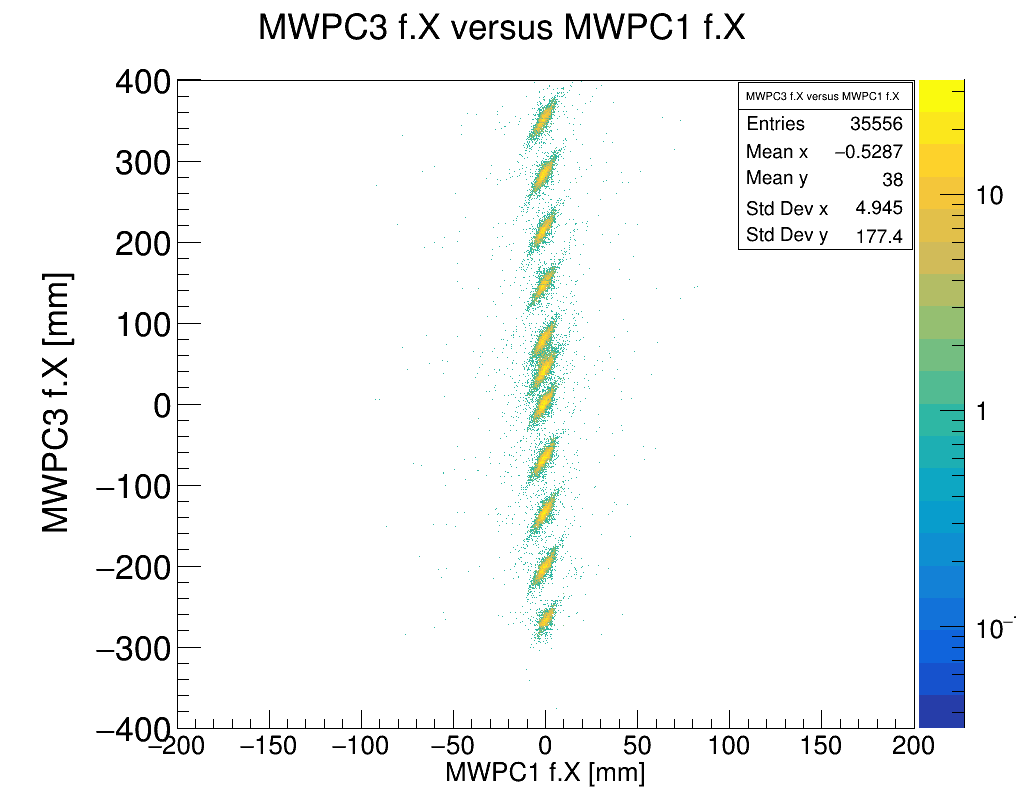 MWPC3 f.X versus MWPC1 f.X
MWPC3 f.X versus MWPC1 f.X
Entries 35556
Mean x −0.5287
Mean y 38
Std Dev x 4.945
Std Dev y 177.4
MWPC3 f.X [mm]
400
300
200
100
0
−100
−200
−300
−400
−200 −150 −100 −50 0 50 100 150 200
MWPC1 f.X [mm]
10
1
10⁻